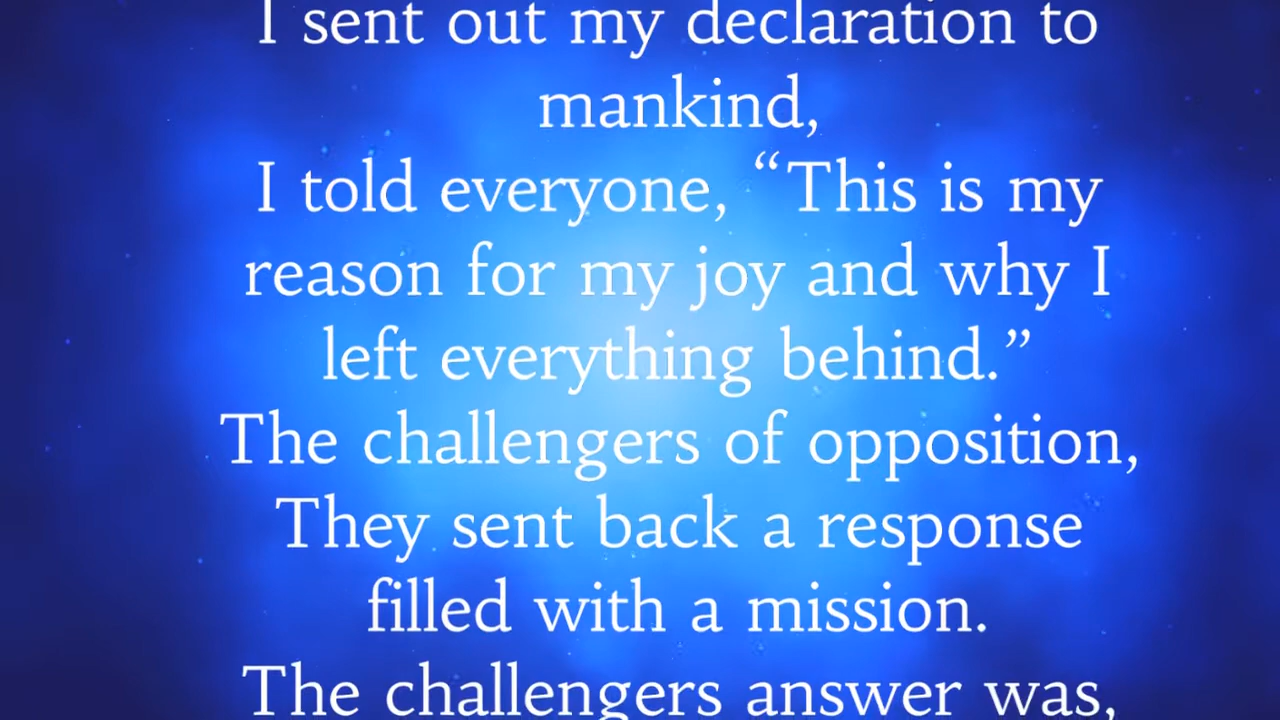 I sent out my declaration to
mankind,
I told everyone, “This is my
reason for my joy and why I
left everything behind.”
The challengers of opposition,
They sent back a response
filled with a mission.
The challengers answer was,